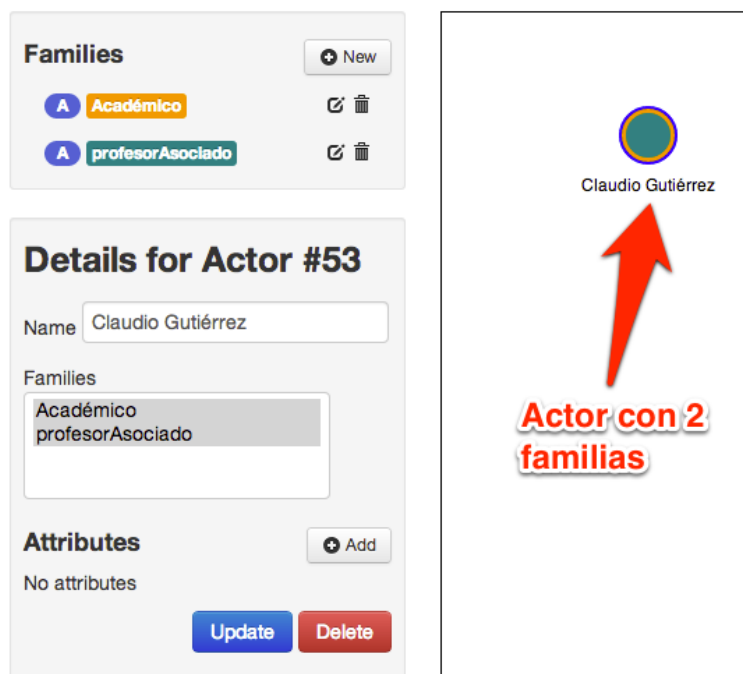 Families
New
A Académico
A profesorAsociado
Details for Actor #53
Name Claudio Gutiérrez
Families
Académico
profesorAsociado
Attributes
Add
No attributes
Update Delete
Claudio Gutiérrez
Actor con 2
familias